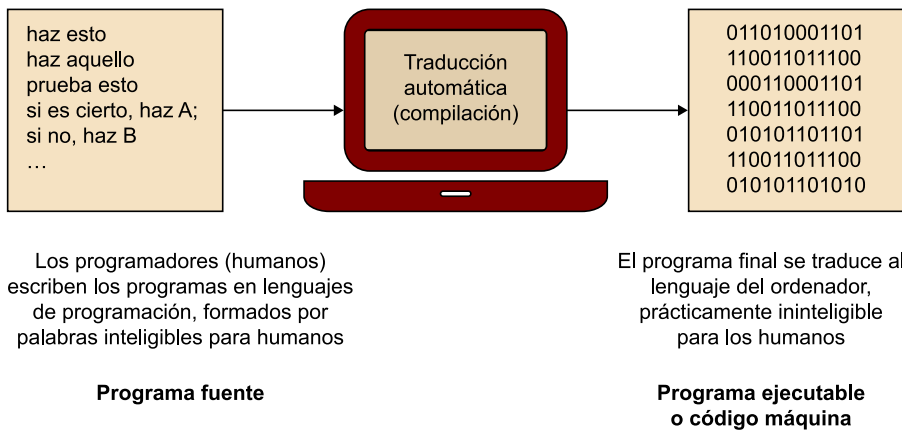 haz esto
haz aquello
prueba esto
si es cierto, haz A;
si no, haz B
…
Traducción
automática
(compilación)
011010001101
110011011100
000110001101
110011011100
010101101101
110011011100
010101101010
Los programadores (humanos)
escriben los programas en lenguajes
de programación, formados por
palabras inteligibles para humanos
Programa fuente
El programa final se traduce al
lenguaje del ordenador,
prácticamente ininteligible
para los humanos
Programa ejecutable
o código máquina